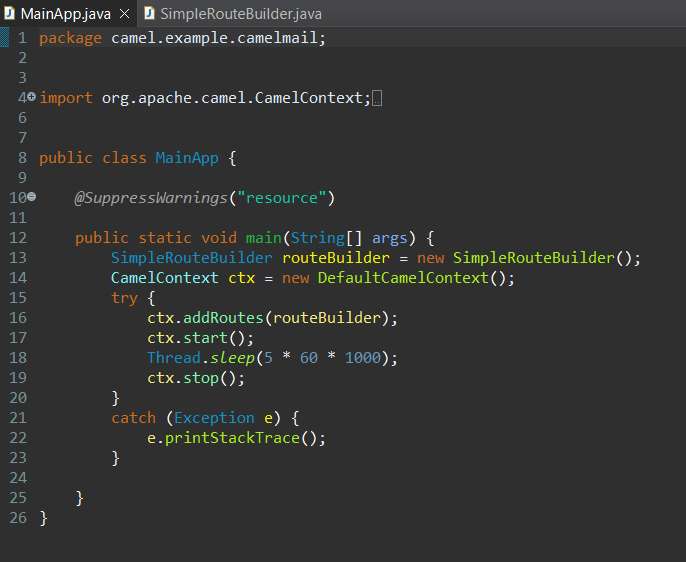 MainApp.java SimpleRouteBuilder.java
1 package camel.example.camelmail;
2
3
4 import org.apache.camel.CamelContext;
6
7
8 public class MainApp {
9
10 @SuppressWarnings("resource")
11
12 public static void main(String[] args) {
13 SimpleRouteBuilder routeBuilder = new SimpleRouteBuilder();
14 CamelContext ctx = new DefaultCamelContext();
15 try {
16 ctx.addRoutes(routeBuilder);
17 ctx.start();
18 Thread.sleep(5 * 60 * 1000);
19 ctx.stop();
20 }
21 catch (Exception e) {
22 e.printStackTrace();
23 }
24
25 }
26 }